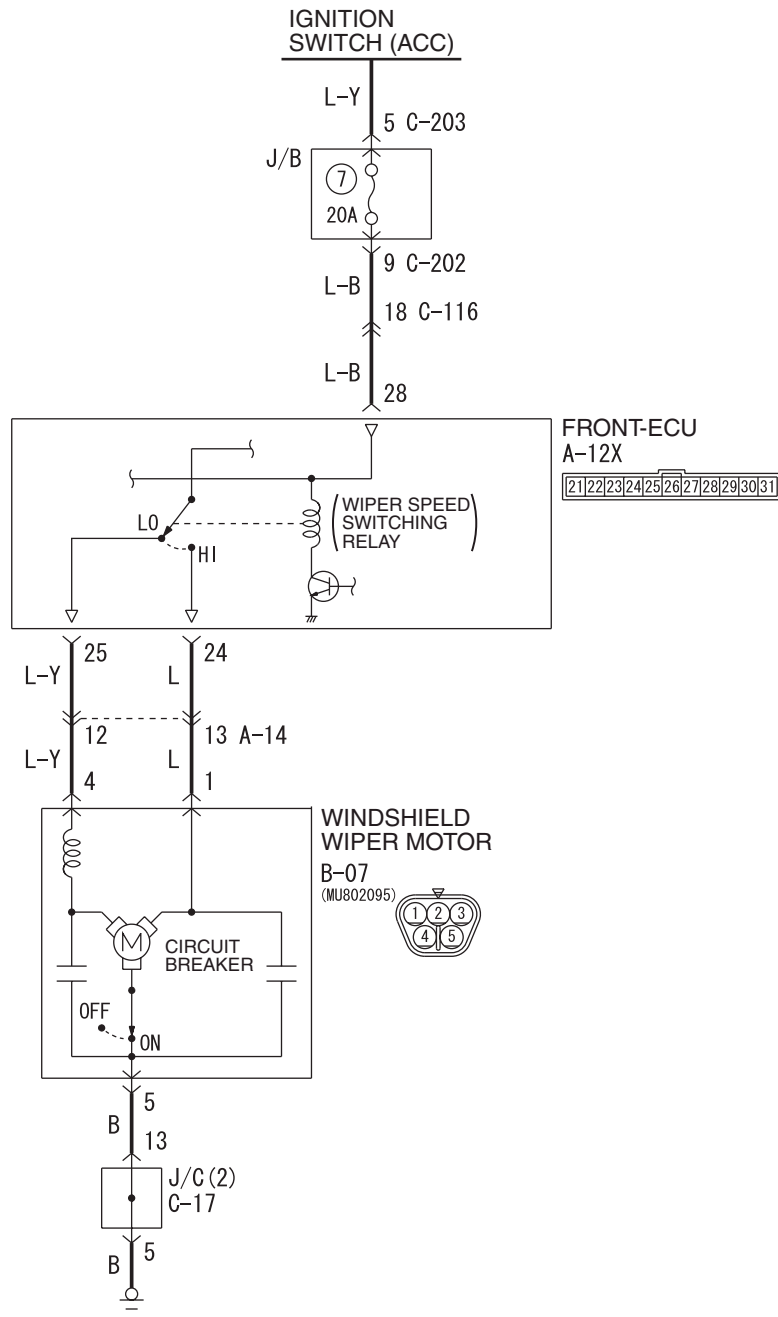 IGNITION
SWITCH (ACC)
L-Y
5 C-203
J/B
7
20A
9 C-202
L-B
18 C-116
L-B
28
FRONT-ECU
A-12X
21 22 23 24 25 26 27 28 29 30 31
(WIPER SPEED
SWITCHING
RELAY)
LO
HI
25
24
L-Y
L
12
13 A-14
L-Y
L
4
1
WINDSHIELD
WIPER MOTOR
B-07
(MU802095)
1 2 3
4 5
M
CIRCUIT
BREAKER
OFF
ON
5
B
13
J/C(2)
C-17
5
B